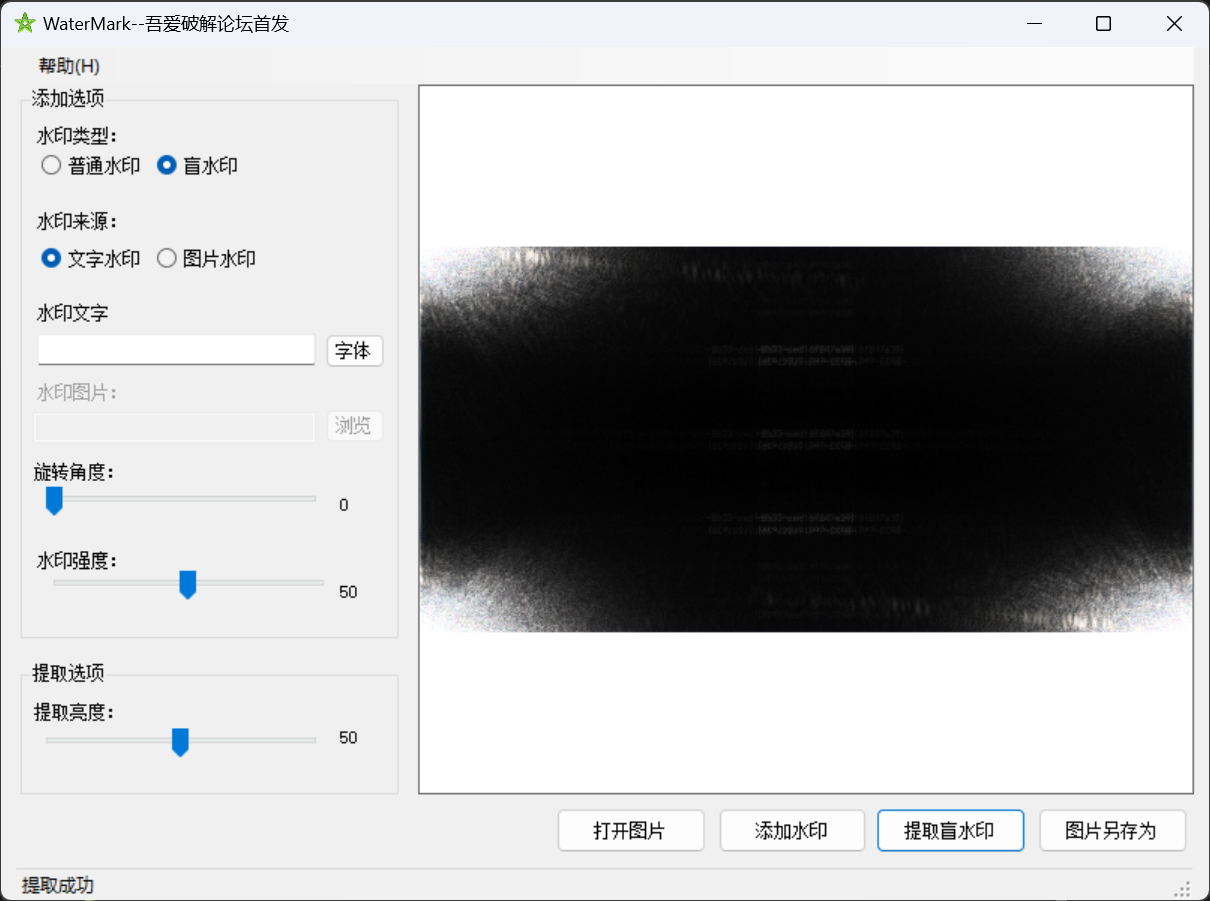 WaterMark--吾爱破解论坛首发
帮助(H)
添加选项
水印类型：
普通水印 盲水印
水印来源：
文字水印 图片水印
水印文字
字体
水印图片：
浏览
旋转角度：
0
水印强度：
50
提取选项
提取亮度：
50
打开图片 添加水印 提取盲水印 图片另存为
提取成功